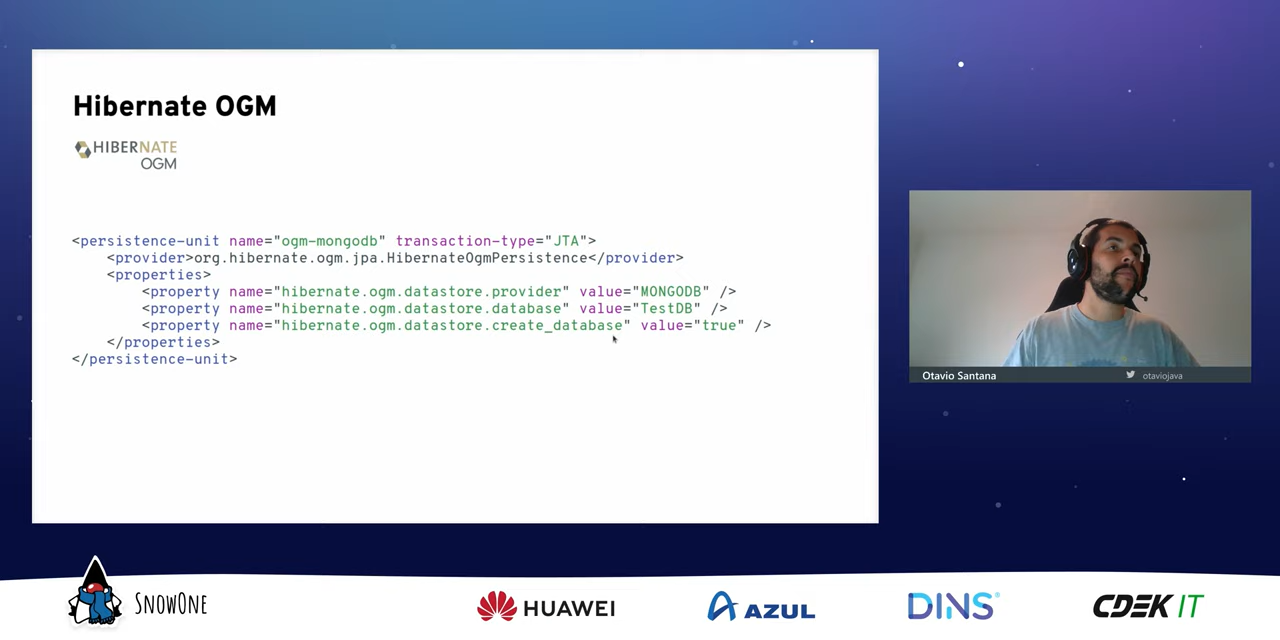 Hibernate OGM
HIBERNATE
OGM
<persistence-unit name="ogm-mongodb" transaction-type="JTA">
<provider>org.hibernate.ogm.jpa.HibernateOgmPersistence</provider>
<properties>
<property name="hibernate.ogm.datastore.provider" value="MONGODB" />
<property name="hibernate.ogm.datastore.database" value="TestDB" />
<property name="hibernate.ogm.datastore.create_database" value="true" />
</properties>
</persistence-unit>
Otavio Santana
otaviojava
SNOWONE
HUAWEI
AZUL
DINS
CDEK IT